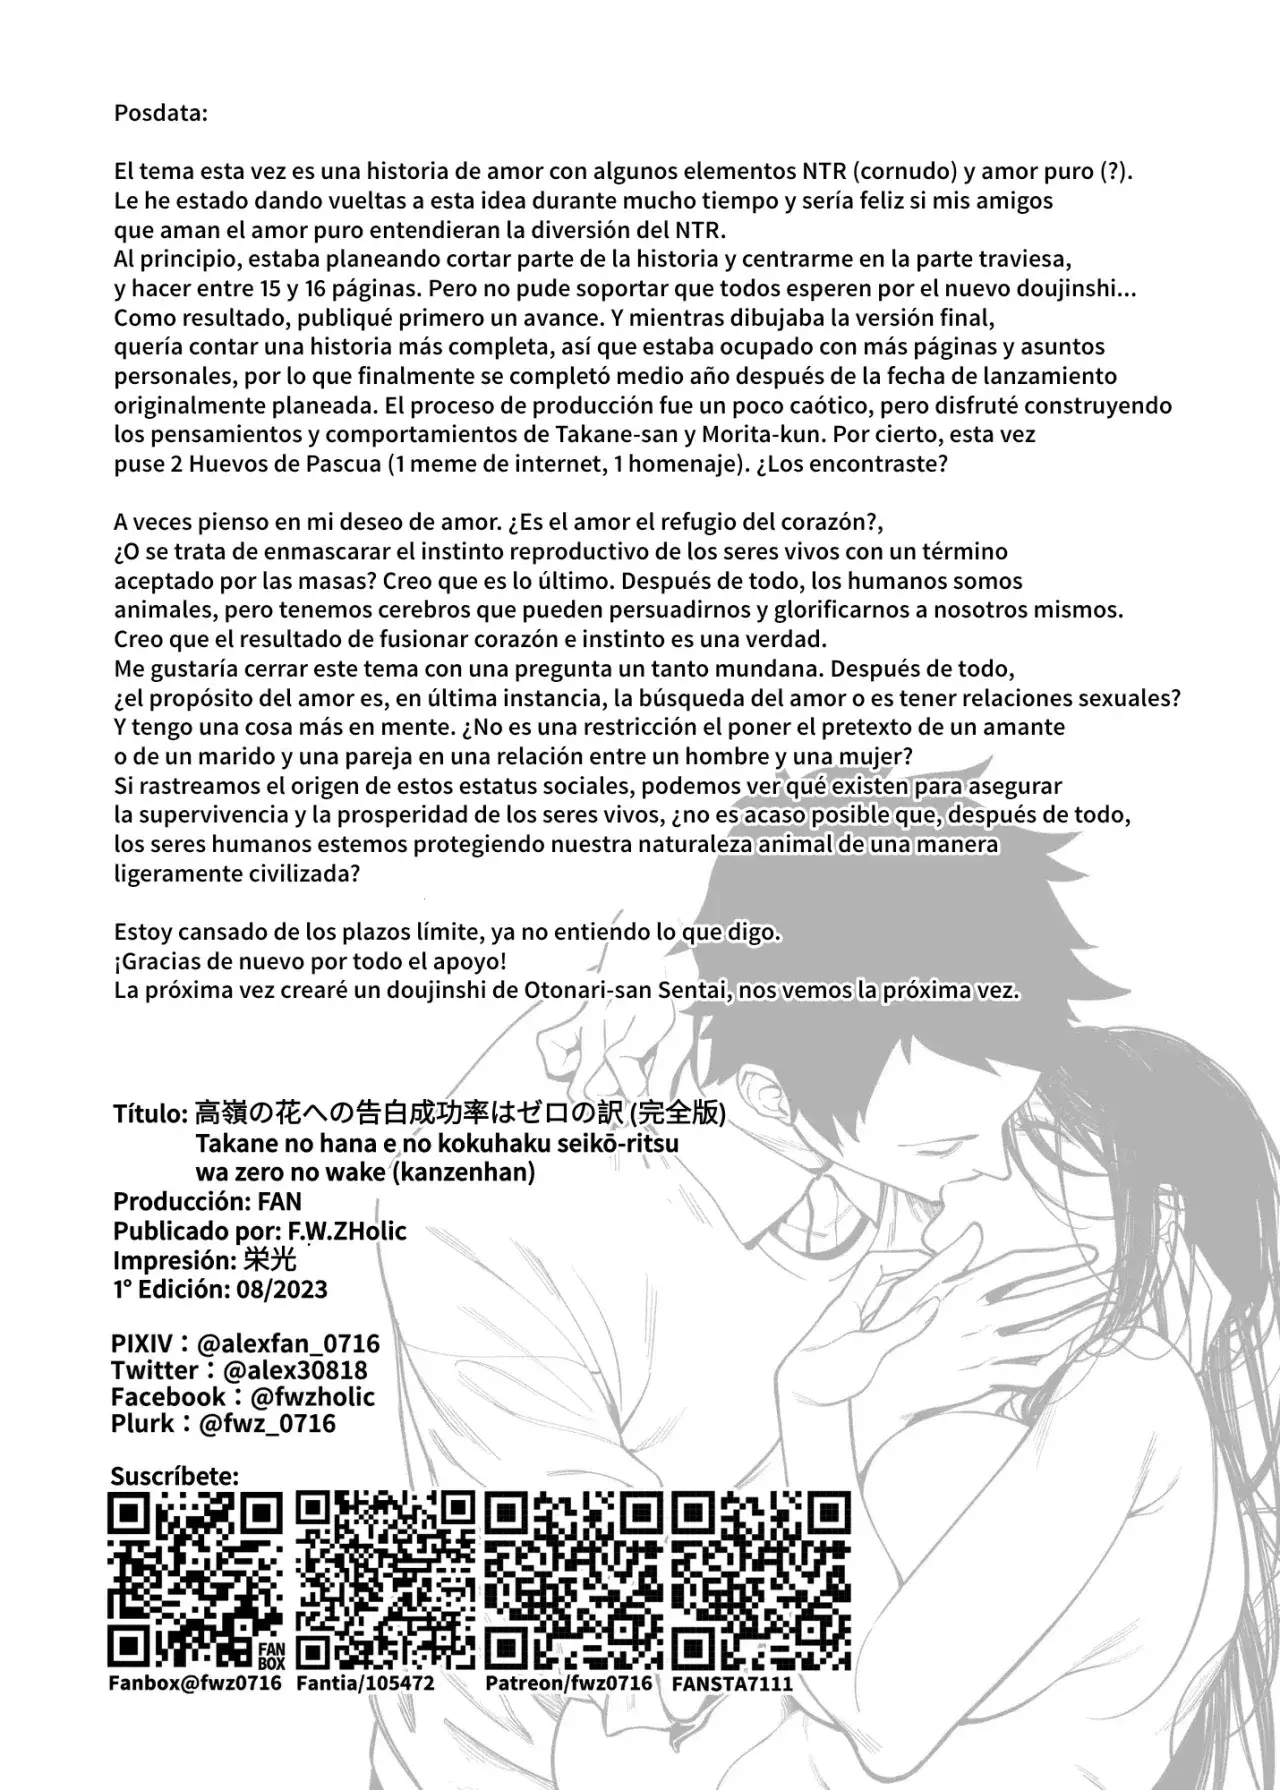 Posdata:
El tema esta vez es una historia de amor con algunos elementos NTR (cornudo) y amor puro (?).
Le he estado dando vueltas a esta idea durante mucho tiempo y sería feliz si mis amigos
que aman el amor puro entendieran la diversión del NTR.
Al principio, estaba planeando cortar parte de la historia y centrarme en la parte traviesa,
y hacer entre 15 y 16 páginas. Pero no pude soportar que todos esperen por el nuevo doujinshi...
Como resultado, publiqué primero un avance. Y mientras dibujaba la versión final,
quería contar una historia más completa, así que estaba ocupado con más páginas y asuntos
personales, por lo que finalmente se completó medio año después de la fecha de lanzamiento
originalmente planeada. El proceso de producción fue un poco caótico, pero disfruté construyendo
los pensamientos y comportamientos de Takane-san y Morita-kun. Por cierto, esta vez
puse 2 Huevos de Pascua (1 meme de internet, 1 homenaje). ¿Los encontraste?
A veces pienso en mi deseo de amor. ¿Es el amor el refugio del corazón?,
¿O se trata de enmascarar el instinto reproductivo de los seres vivos con un término
aceptado por las masas? Creo que es lo último. Después de todo, los humanos somos
animales, pero tenemos cerebros que pueden persuadirnos y glorificarnos a nosotros mismos.
Creo que el resultado de fusionar corazón e instinto es una verdad.
Me gustaría cerrar este tema con una pregunta un tanto mundana. Después de todo,
¿el propósito del amor es, en última instancia, la búsqueda del amor o es tener relaciones sexuales?
Y tengo una cosa más en mente. ¿No es una restricción el poner el pretexto de un amante
o de un marido y una pareja en una relación entre un hombre y una mujer?
Si rastreamos el origen de estos estatus sociales, podemos ver qué existen para asegurar
la supervivencia y la prosperidad de los seres vivos, ¿no es acaso posible que, después de todo,
los seres humanos estemos protegiendo nuestra naturaleza animal de una manera
ligeramente civilizada?
Estoy cansado de los plazos límite, ya no entiendo lo que digo.
¡Gracias de nuevo por todo el apoyo!
La próxima vez crearé un doujinshi de Otonari-san Sentai, nos vemos la próxima vez.
Título: 高嶺の花への告白成功率はゼロの訳 (完全版)
Takane no hana e no kokuhaku seikō-ritsu
wa zero no wake (kanzenhan)
Producción: FAN
Publicado por: F.W.ZHolic
Impresión: 栄光
1° Edición: 08/2023
PIXIV：@alexfan_0716
Twitter：@alex30818
Facebook：@fwzholic
Plurk：@fwz_0716
Suscríbete:
FAN
BOX
Fanbox@fwz0716 Fantia/105472 Patreon/fwz0716 FANSTA7111